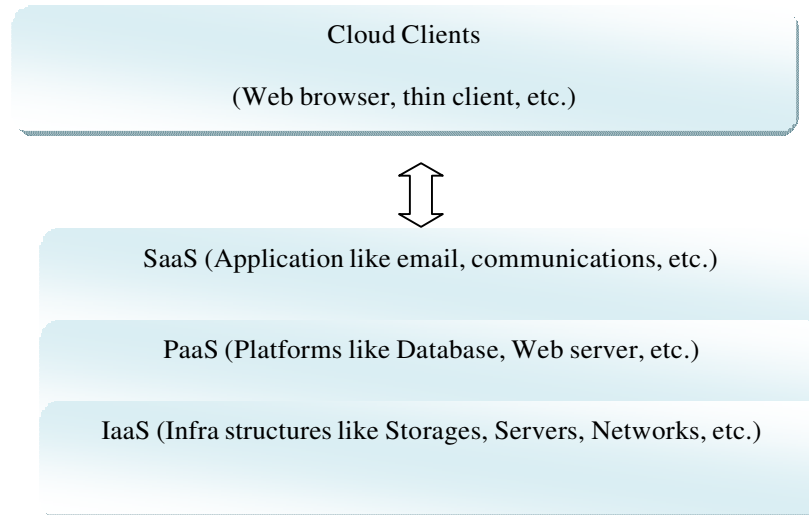 Cloud Clients
(Web browser, thin client, etc.)
SaaS (Application like email, communications, etc.)
PaaS (Platforms like Database, Web server, etc.)
IaaS (Infra structures like Storages, Servers, Networks, etc.)